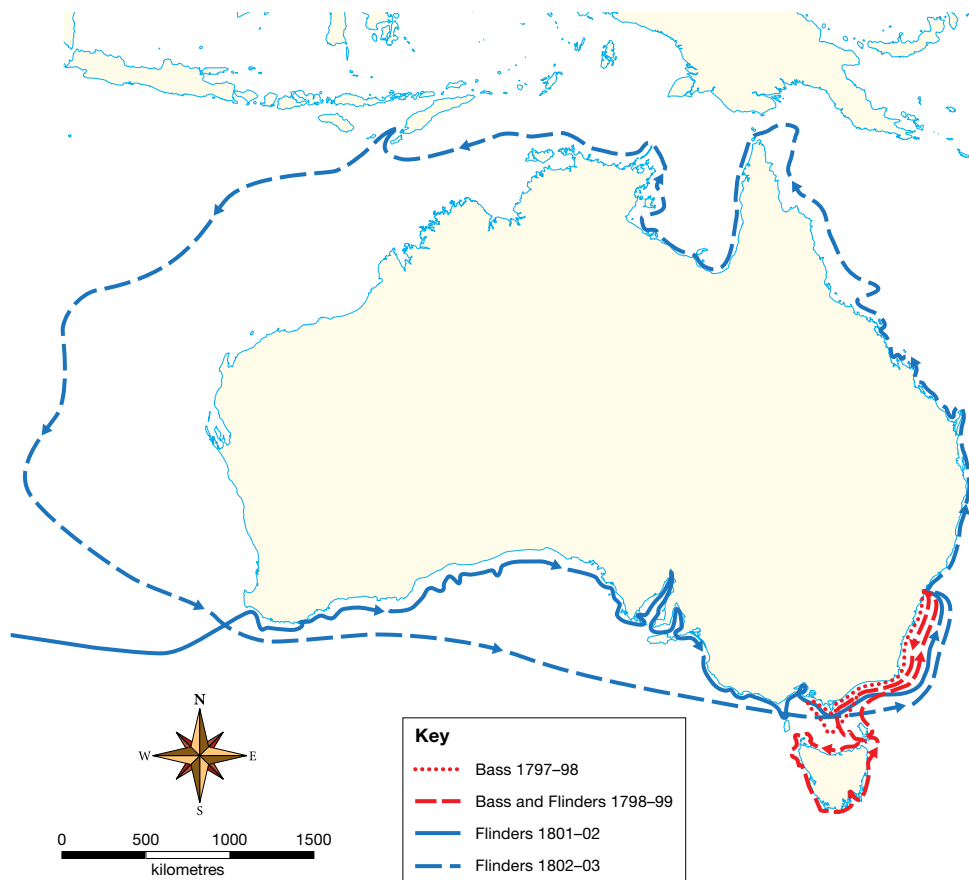 N
W E
S
0 500 1000 1500
kilometres
Key
Bass 1797–98
Bass and Flinders 1798–99
Flinders 1801–02
Flinders 1802–03